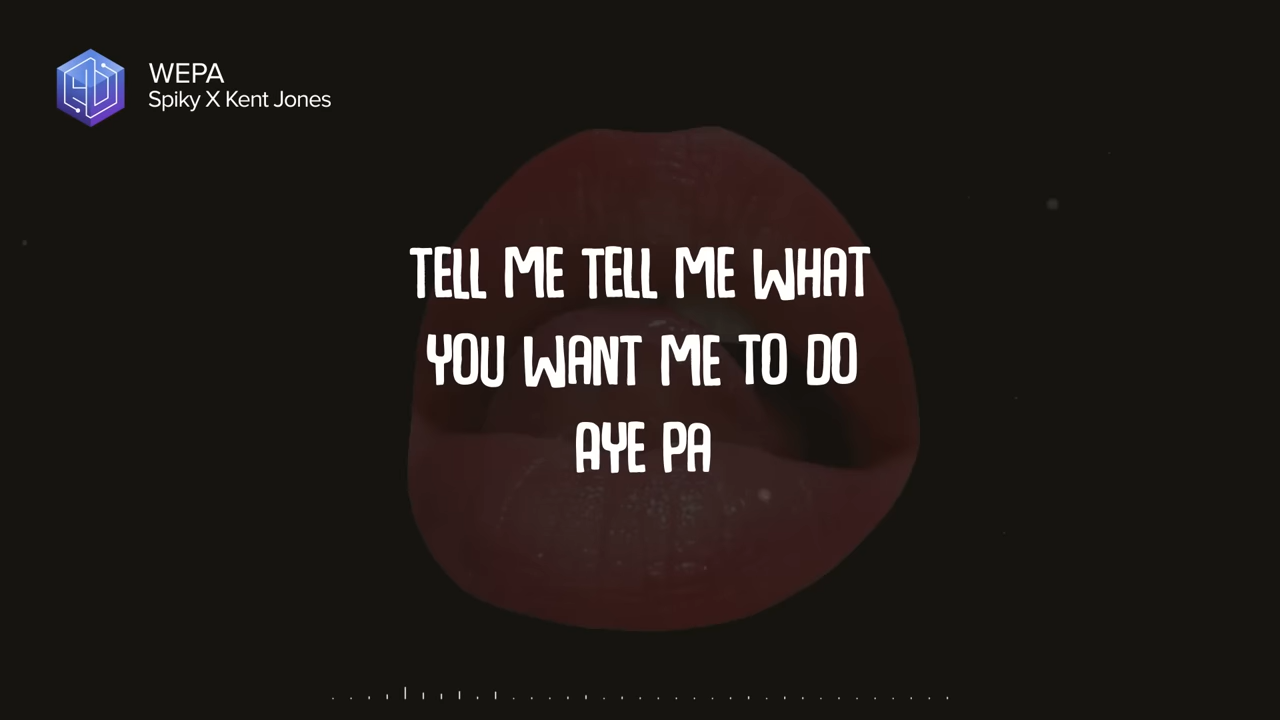 WEPA
Spiky X Kent Jones
TELL ME TELL ME WHAT
YOU WANT ME TO DO
AYE PA